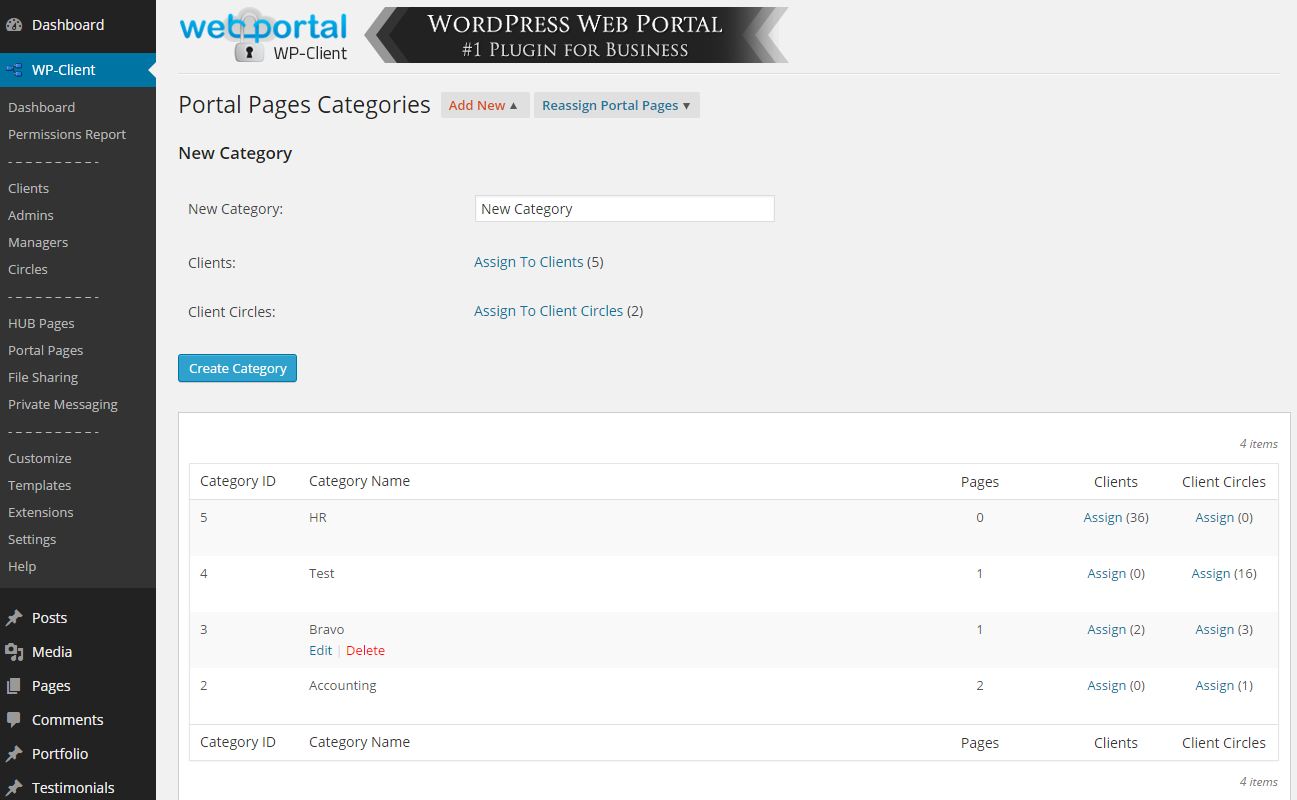 Dashboard
WP-Client
Dashboard
Permissions Report
- - - - - - - - - -
Clients
Admins
Managers
Circles
- - - - - - - - - -
HUB Pages
Portal Pages
File Sharing
Private Messaging
- - - - - - - - - -
Customize
Templates
Extensions
Settings
Help
Posts
Media
Pages
Comments
Portfolio
Testimonials
web portal
WP-Client
WordPress Web Portal
#1 Plugin for Business
Portal Pages Categories Add New ▲ Reassign Portal Pages ▼
New Category
New Category: New Category
Clients: Assign To Clients (5)
Client Circles: Assign To Client Circles (2)
Create Category
4 items
Category ID Category Name Pages Clients Client Circles
5 HR 0 Assign (36) Assign (0)
4 Test 1 Assign (0) Assign (16)
3 Bravo 1 Assign (2) Assign (3)
Edit | Delete
2 Accounting 2 Assign (0) Assign (1)
Category ID Category Name Pages Clients Client Circles
4 items